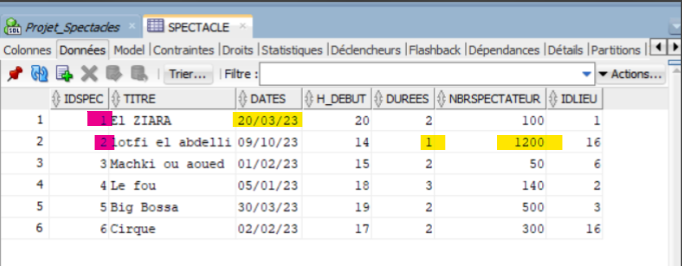 Projet_Spectacles × SPECTACLE ×
Colonnes Données Model Contraintes Droits Statistiques Déclencheurs Flashback Dépendances Détails Partitions
Trier... Filtre : Actions...
IDSPEC TITRE DATES H_DEBUT DUREES NBRSPECTATEUR IDLIEU
1 1 El ZIARA 20/03/23 20 2 100 1
2 2 lotfi el abdelli 09/10/23 14 1 1200 16
3 3 Machki ou aoued 01/02/23 15 2 50 6
4 4 Le fou 05/01/23 18 3 140 2
5 5 Big Bossa 30/03/23 19 2 500 3
6 6 Cirque 02/02/23 17 2 300 16